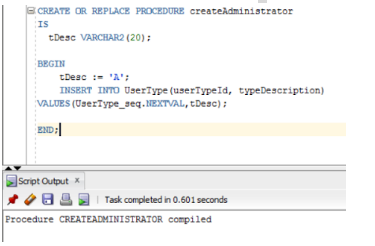 CREATE OR REPLACE PROCEDURE createAdministrator
IS
tDesc VARCHAR2(20);
BEGIN
tDesc := 'A';
INSERT INTO UserType(userTypeId, typeDescription)
VALUES(UserType_seq.NEXTVAL,tDesc);
END;
Script Output x
Task completed in 0.601 seconds
Procedure CREATEADMINISTRATOR compiled